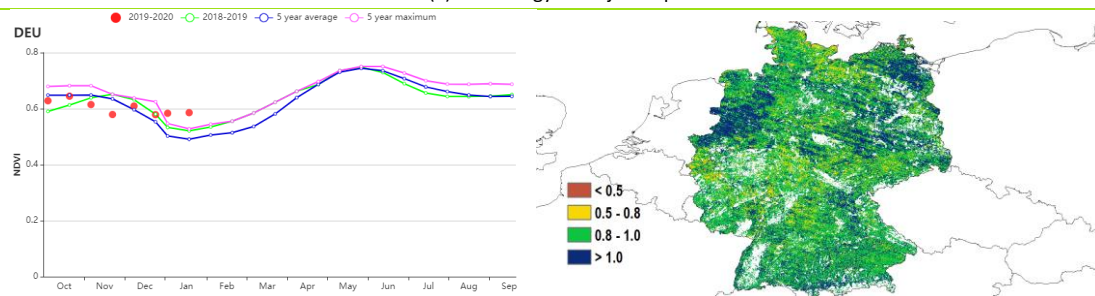 2019-2020 2018-2019 5 year average 5 year maximum
DEU
0.8
0.6
0.4
0.2
0
NDVI
Oct Nov Dec Jan Feb Mar Apr May Jun Jul Aug Sep
< 0.5
0.5 - 0.8
0.8 - 1.0
> 1.0